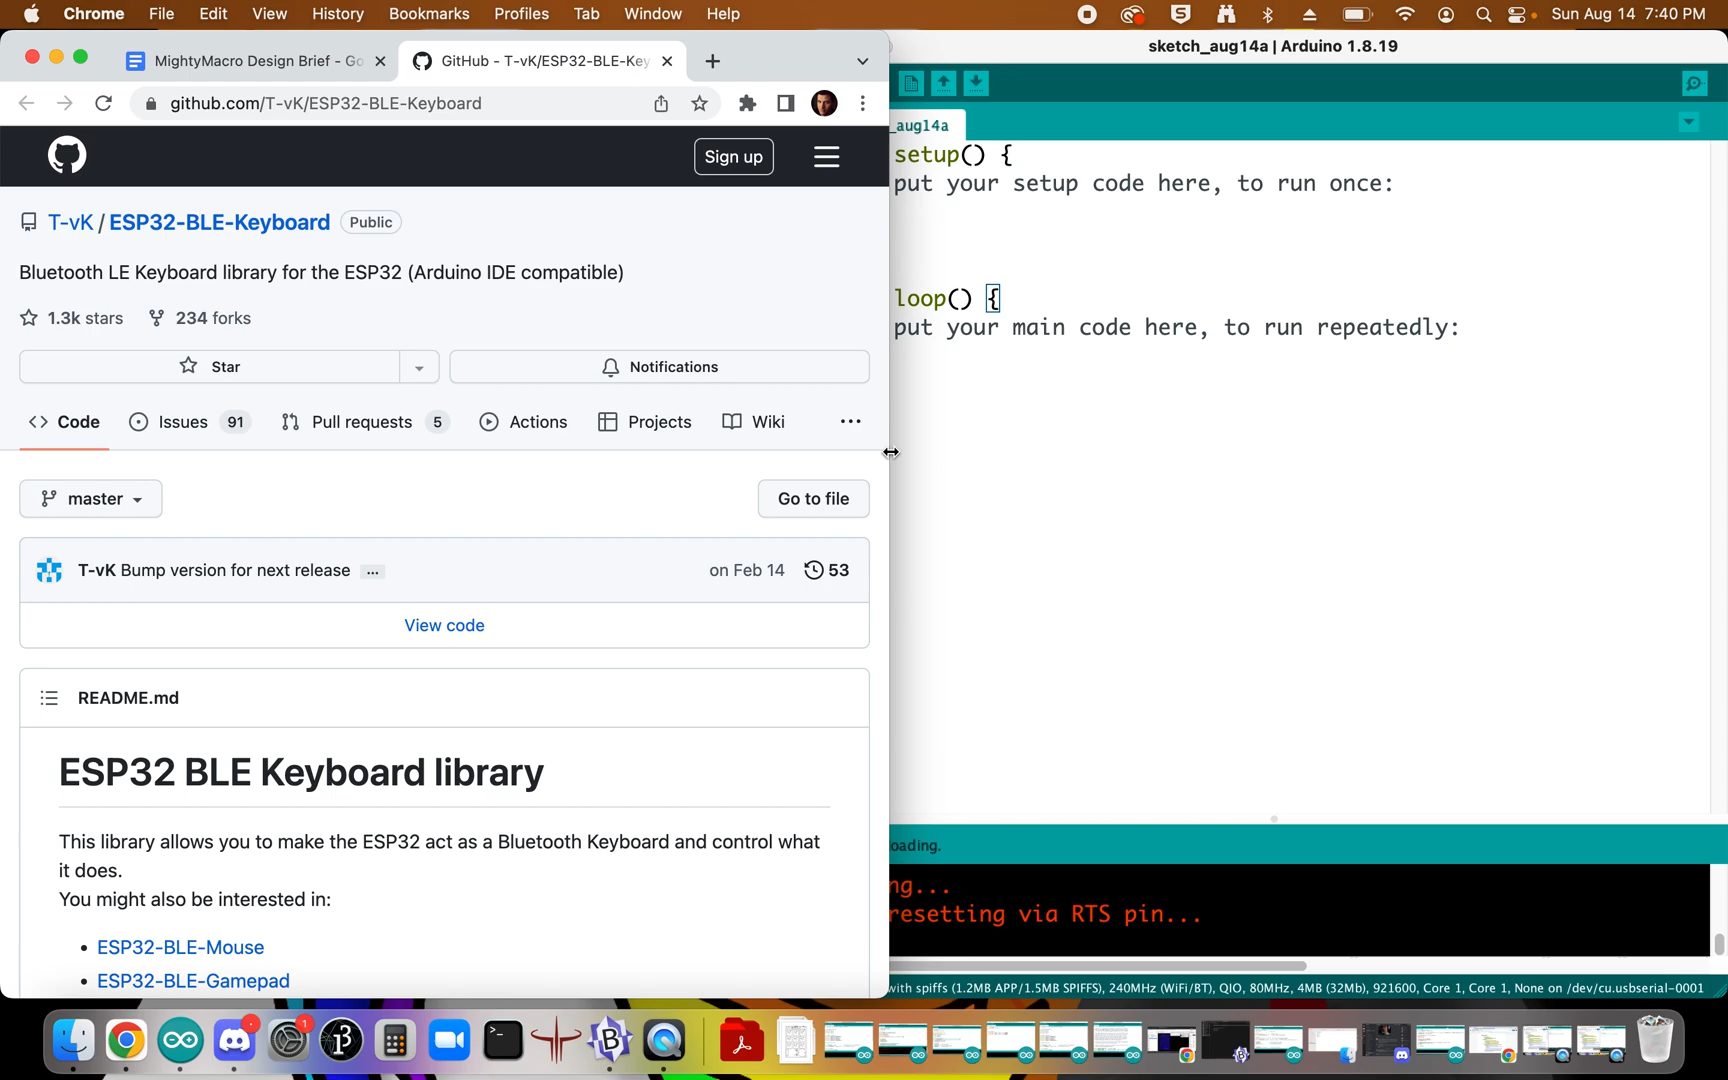 Chrome File Edit View History Bookmarks Profiles Tab Window Help Sun Aug 14 7:40 PM
MightyMacro Design Brief - Go
GitHub - T-vK/ESP32-BLE-Key
github.com/T-vK/ESP32-BLE-Keyboard
Sign up
T-vK / ESP32-BLE-Keyboard Public
Bluetooth LE Keyboard library for the ESP32 (Arduino IDE compatible)
1.3k stars 234 forks
Star Notifications
Code Issues 91 Pull requests 5 Actions Projects Wiki
master Go to file
T-vK Bump version for next release ... on Feb 14 53
View code
README.md
ESP32 BLE Keyboard library
This library allows you to make the ESP32 act as a Bluetooth Keyboard and control what
it does.
You might also be interested in:
• ESP32-BLE-Mouse
• ESP32-BLE-Gamepad
sketch_aug14a | Arduino 1.8.19
_aug14a
setup() {
put your setup code here, to run once:
loop() {
put your main code here, to run repeatedly:
oading.
ng...
resetting via RTS pin...
with spiffs (1.2MB APP/1.5MB SPIFFS), 240MHz (WiFi/BT), QIO, 80MHz, 4MB (32Mb), 921600, Core 1, Core 1, None on /dev/cu.usbserial-0001